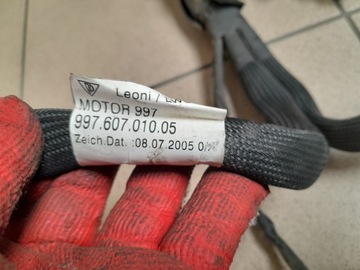 Leoni /
MOTOR 997
997.607.010.05
Zeich.Dat. :08.07.2005